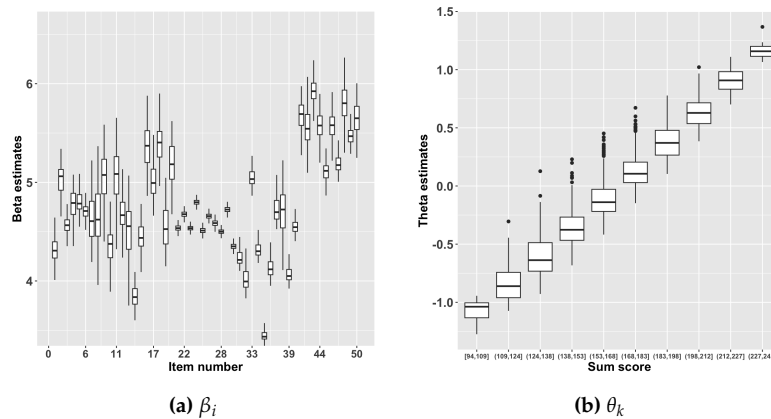 6
5
4
Beta estimates
0 6 11 17 22 28 33 39 44 50
Item number
(a) βi
1.5
1.0
0.5
0.0
-0.5
-1.0
Theta estimates
[94,109] (109,124] (124,138] (138,153] (153,168] (168,183] (183,198] (198,212] (212,227] (227,24
Sum score
(b) θk